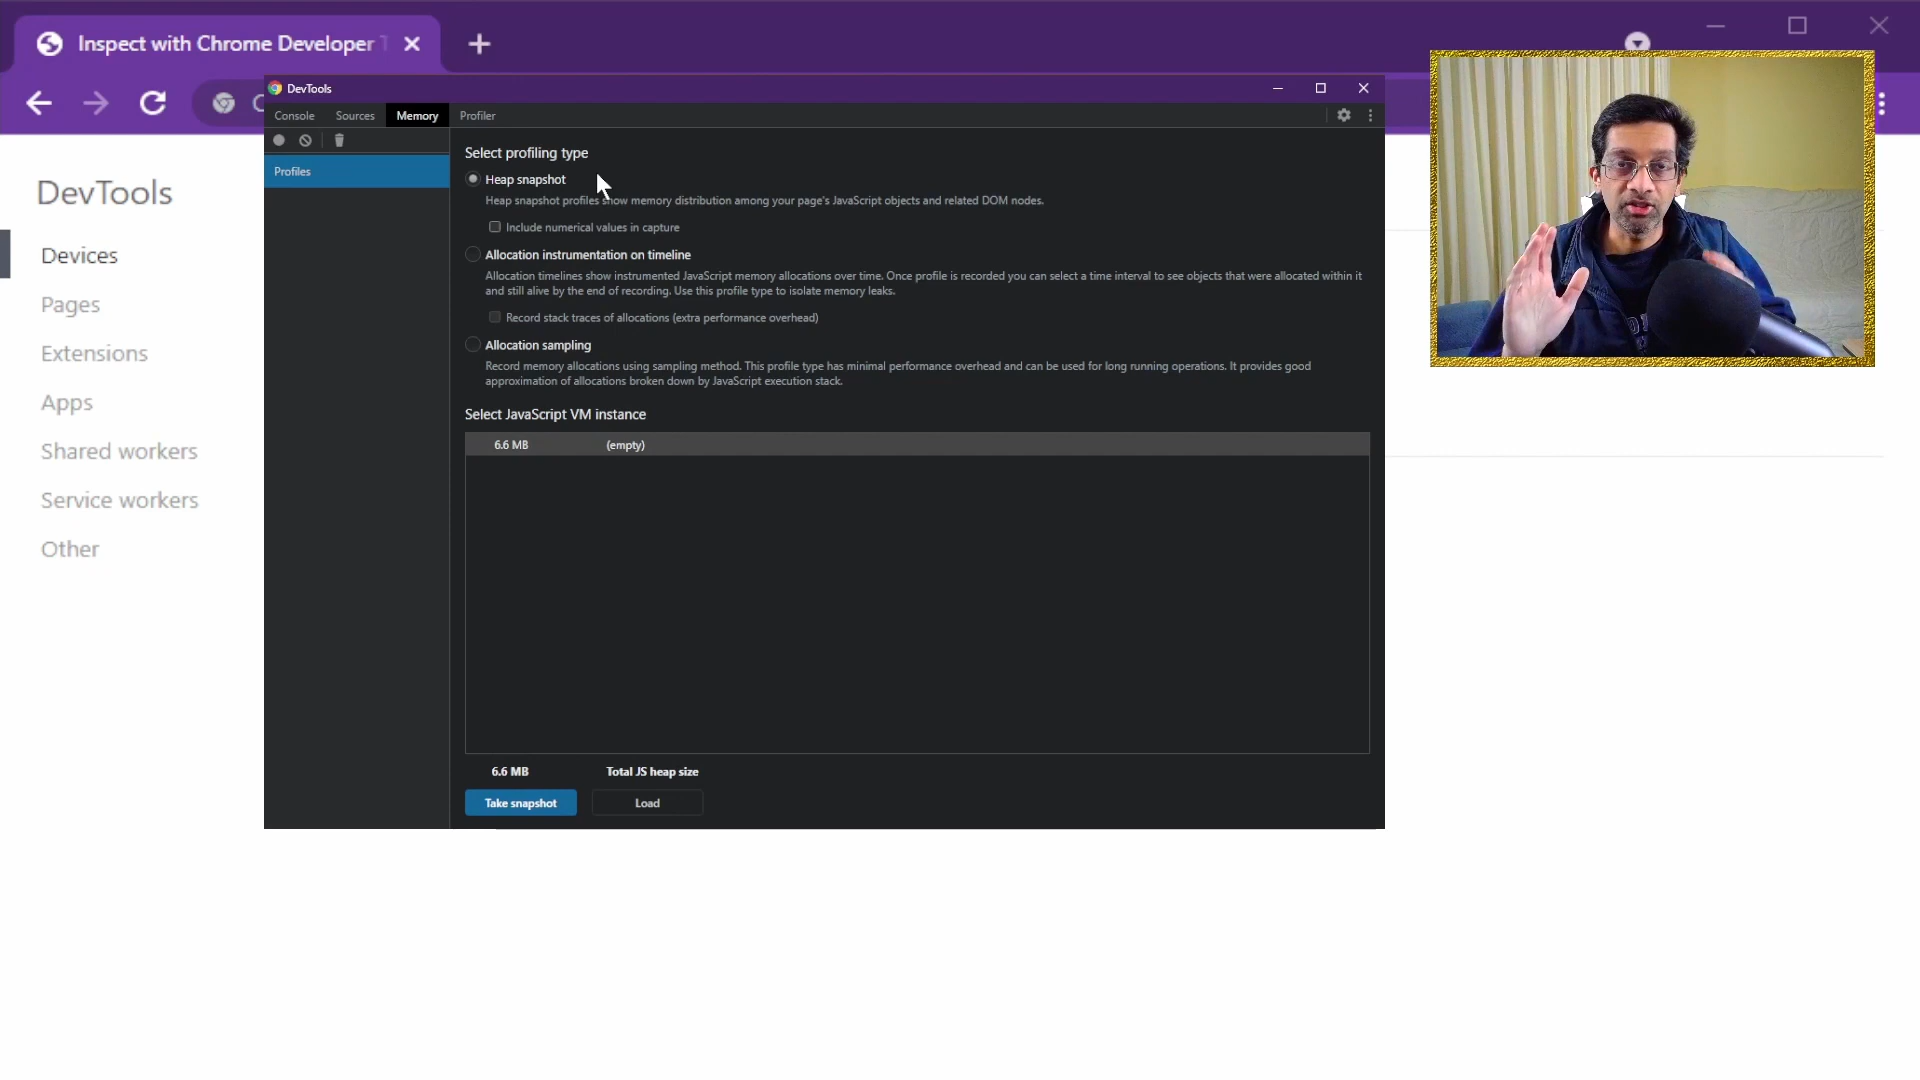 Inspect with Chrome Developer
DevTools
Console Sources Memory Profiler
Profiles
Select profiling type
Heap snapshot
Heap snapshot profiles show memory distribution among your page's JavaScript objects and related DOM nodes.
Include numerical values in capture
Allocation instrumentation on timeline
Allocation timelines show instrumented JavaScript memory allocations over time. Once profile is recorded you can select a time interval to see objects that were allocated within it
and still alive by the end of recording. Use this profile type to isolate memory leaks.
Record stack traces of allocations (extra performance overhead)
Allocation sampling
Record memory allocations using sampling method. This profile type has minimal performance overhead and can be used for long running operations. It provides good
approximation of allocations broken down by JavaScript execution stack.
Select JavaScript VM instance
6.6 MB (empty)
6.6 MB Total JS heap size
Take snapshot Load
DevTools
Devices
Pages
Extensions
Apps
Shared workers
Service workers
Other